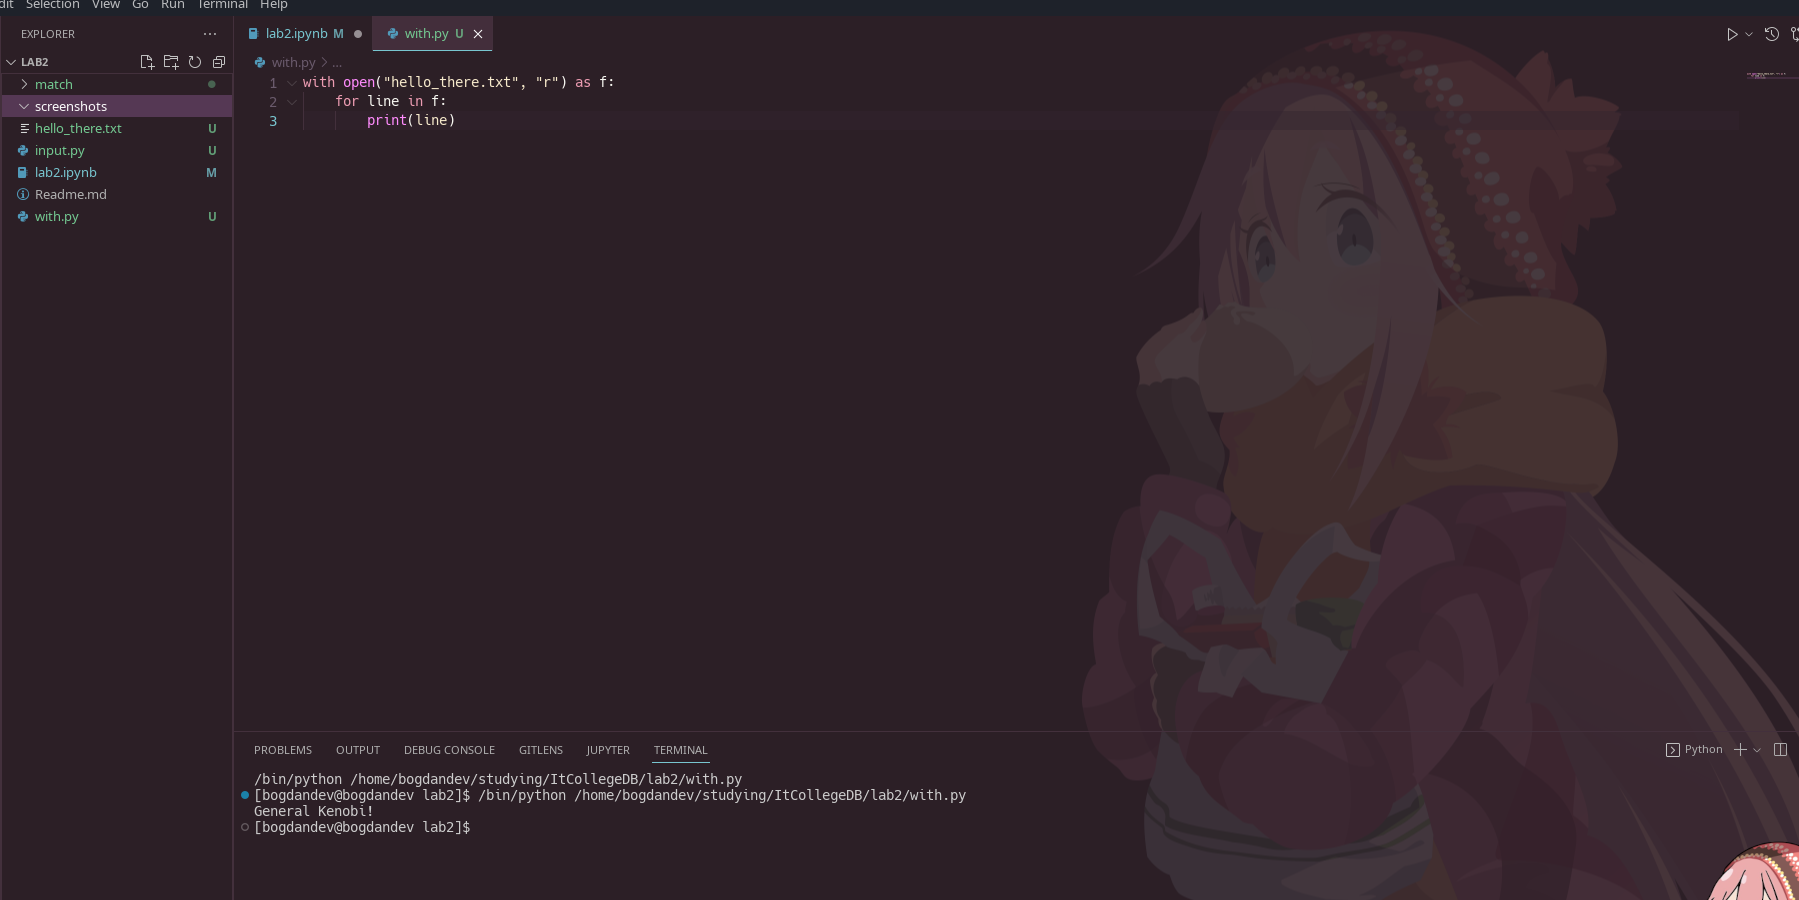 dit Selection View Go Run Terminal Help
EXPLORER ...
lab2.ipynb M
with.py U
LAB2
with.py > ...
match
screenshots
hello_there.txt U
input.py U
lab2.ipynb M
Readme.md
with.py U
1 with open("hello_there.txt", "r") as f:
2 for line in f:
3 print(line)
PROBLEMS OUTPUT DEBUG CONSOLE GITLENS JUPYTER TERMINAL
Python
/bin/python /home/bogdandev/studying/ItCollegeDB/lab2/with.py
[bogdandev@bogdandev lab2]$ /bin/python /home/bogdandev/studying/ItCollegeDB/lab2/with.py
General Kenobi!
[bogdandev@bogdandev lab2]$